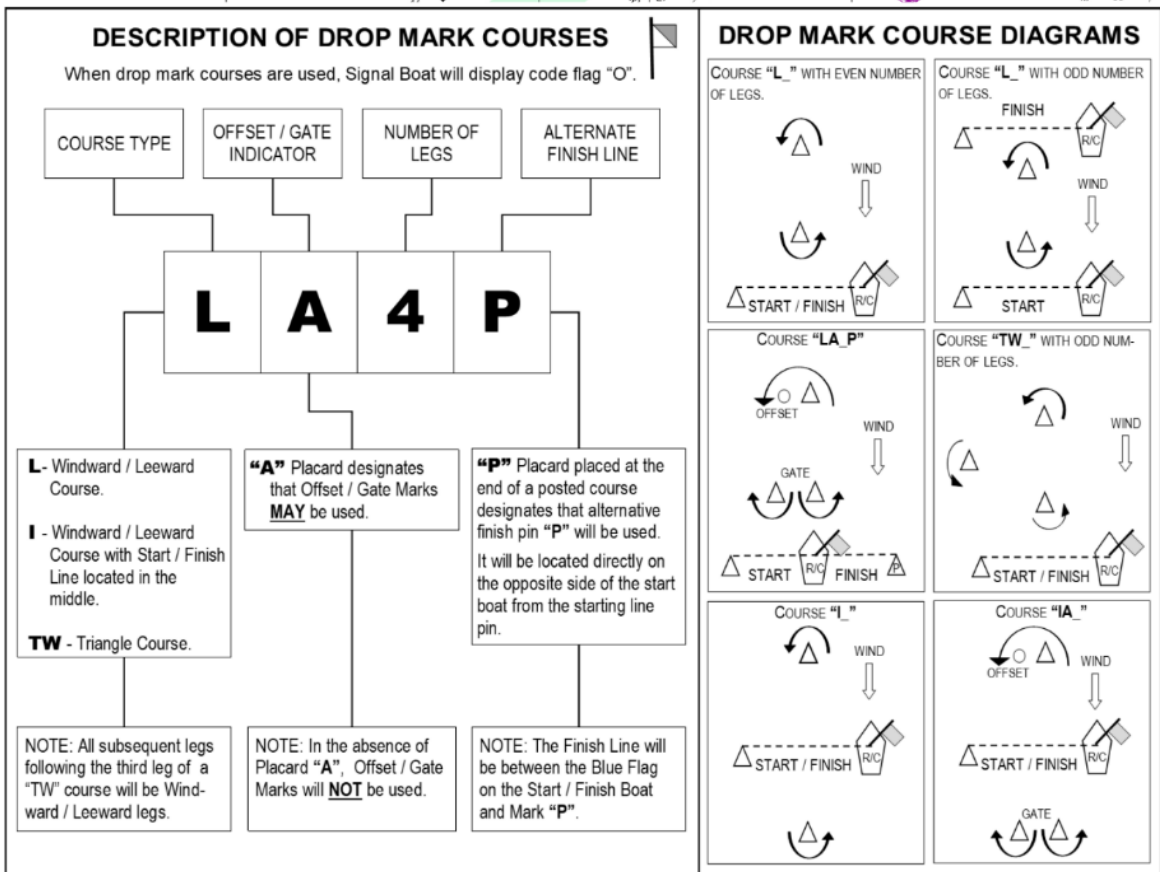 DESCRIPTION OF DROP MARK COURSES
When drop mark courses are used, Signal Boat will display code flag “O”.
COURSE TYPE
OFFSET / GATE
INDICATOR
NUMBER OF
LEGS
ALTERNATE
FINISH LINE
L A 4 P
L- Windward / Leeward
Course.
I - Windward / Leeward
Course with Start / Finish
Line located in the
middle.
TW - Triangle Course.
“A” Placard designates
that Offset / Gate Marks
MAY be used.
“P” Placard placed at the
end of a posted course
designates that alternative
finish pin “P” will be used.
It will be located directly on
the opposite side of the start
boat from the starting line
pin.
NOTE: All subsequent legs
following the third leg of a
“TW” course will be Wind-
ward / Leeward legs.
NOTE: In the absence of
Placard “A”, Offset / Gate
Marks will NOT be used.
NOTE: The Finish Line will
be between the Blue Flag
on the Start / Finish Boat
and Mark “P”.
DROP MARK COURSE DIAGRAMS
COURSE “L_” WITH EVEN NUMBER
OF LEGS.
WIND
START / FINISH
R/C
COURSE “L_” WITH ODD NUMBER
OF LEGS.
FINISH
R/C
WIND
START
R/C
COURSE “LA_P”
OFFSET
WIND
GATE
START
R/C
FINISH
P
COURSE “TW_” WITH ODD NUM-
BER OF LEGS.
WIND
START / FINISH
R/C
COURSE “I_”
WIND
START / FINISH
R/C
COURSE “IA_”
OFFSET
WIND
START / FINISH
R/C
GATE